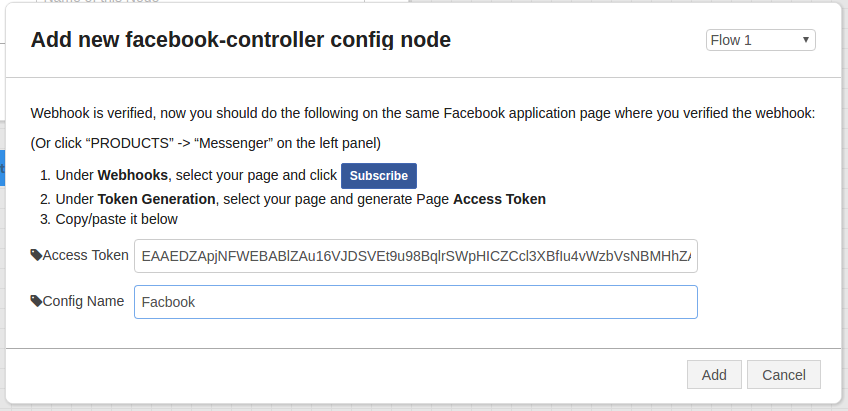 Name of this Node
Add new facebook-controller config node
Flow 1
Webhook is verified, now you should do the following on the same Facebook application page where you verified the webhook:
(Or click “PRODUCTS” -> “Messenger” on the left panel)
1. Under Webhooks, select your page and click Subscribe
2. Under Token Generation, select your page and generate Page Access Token
3. Copy/paste it below
Access Token EAAEDZApjNFWEBABlZAu16VJDSVEt9u98BqlrSWpHICZCcl3XBfIu4vWzbVsNBMHhZA
Config Name Facbook
Add Cancel